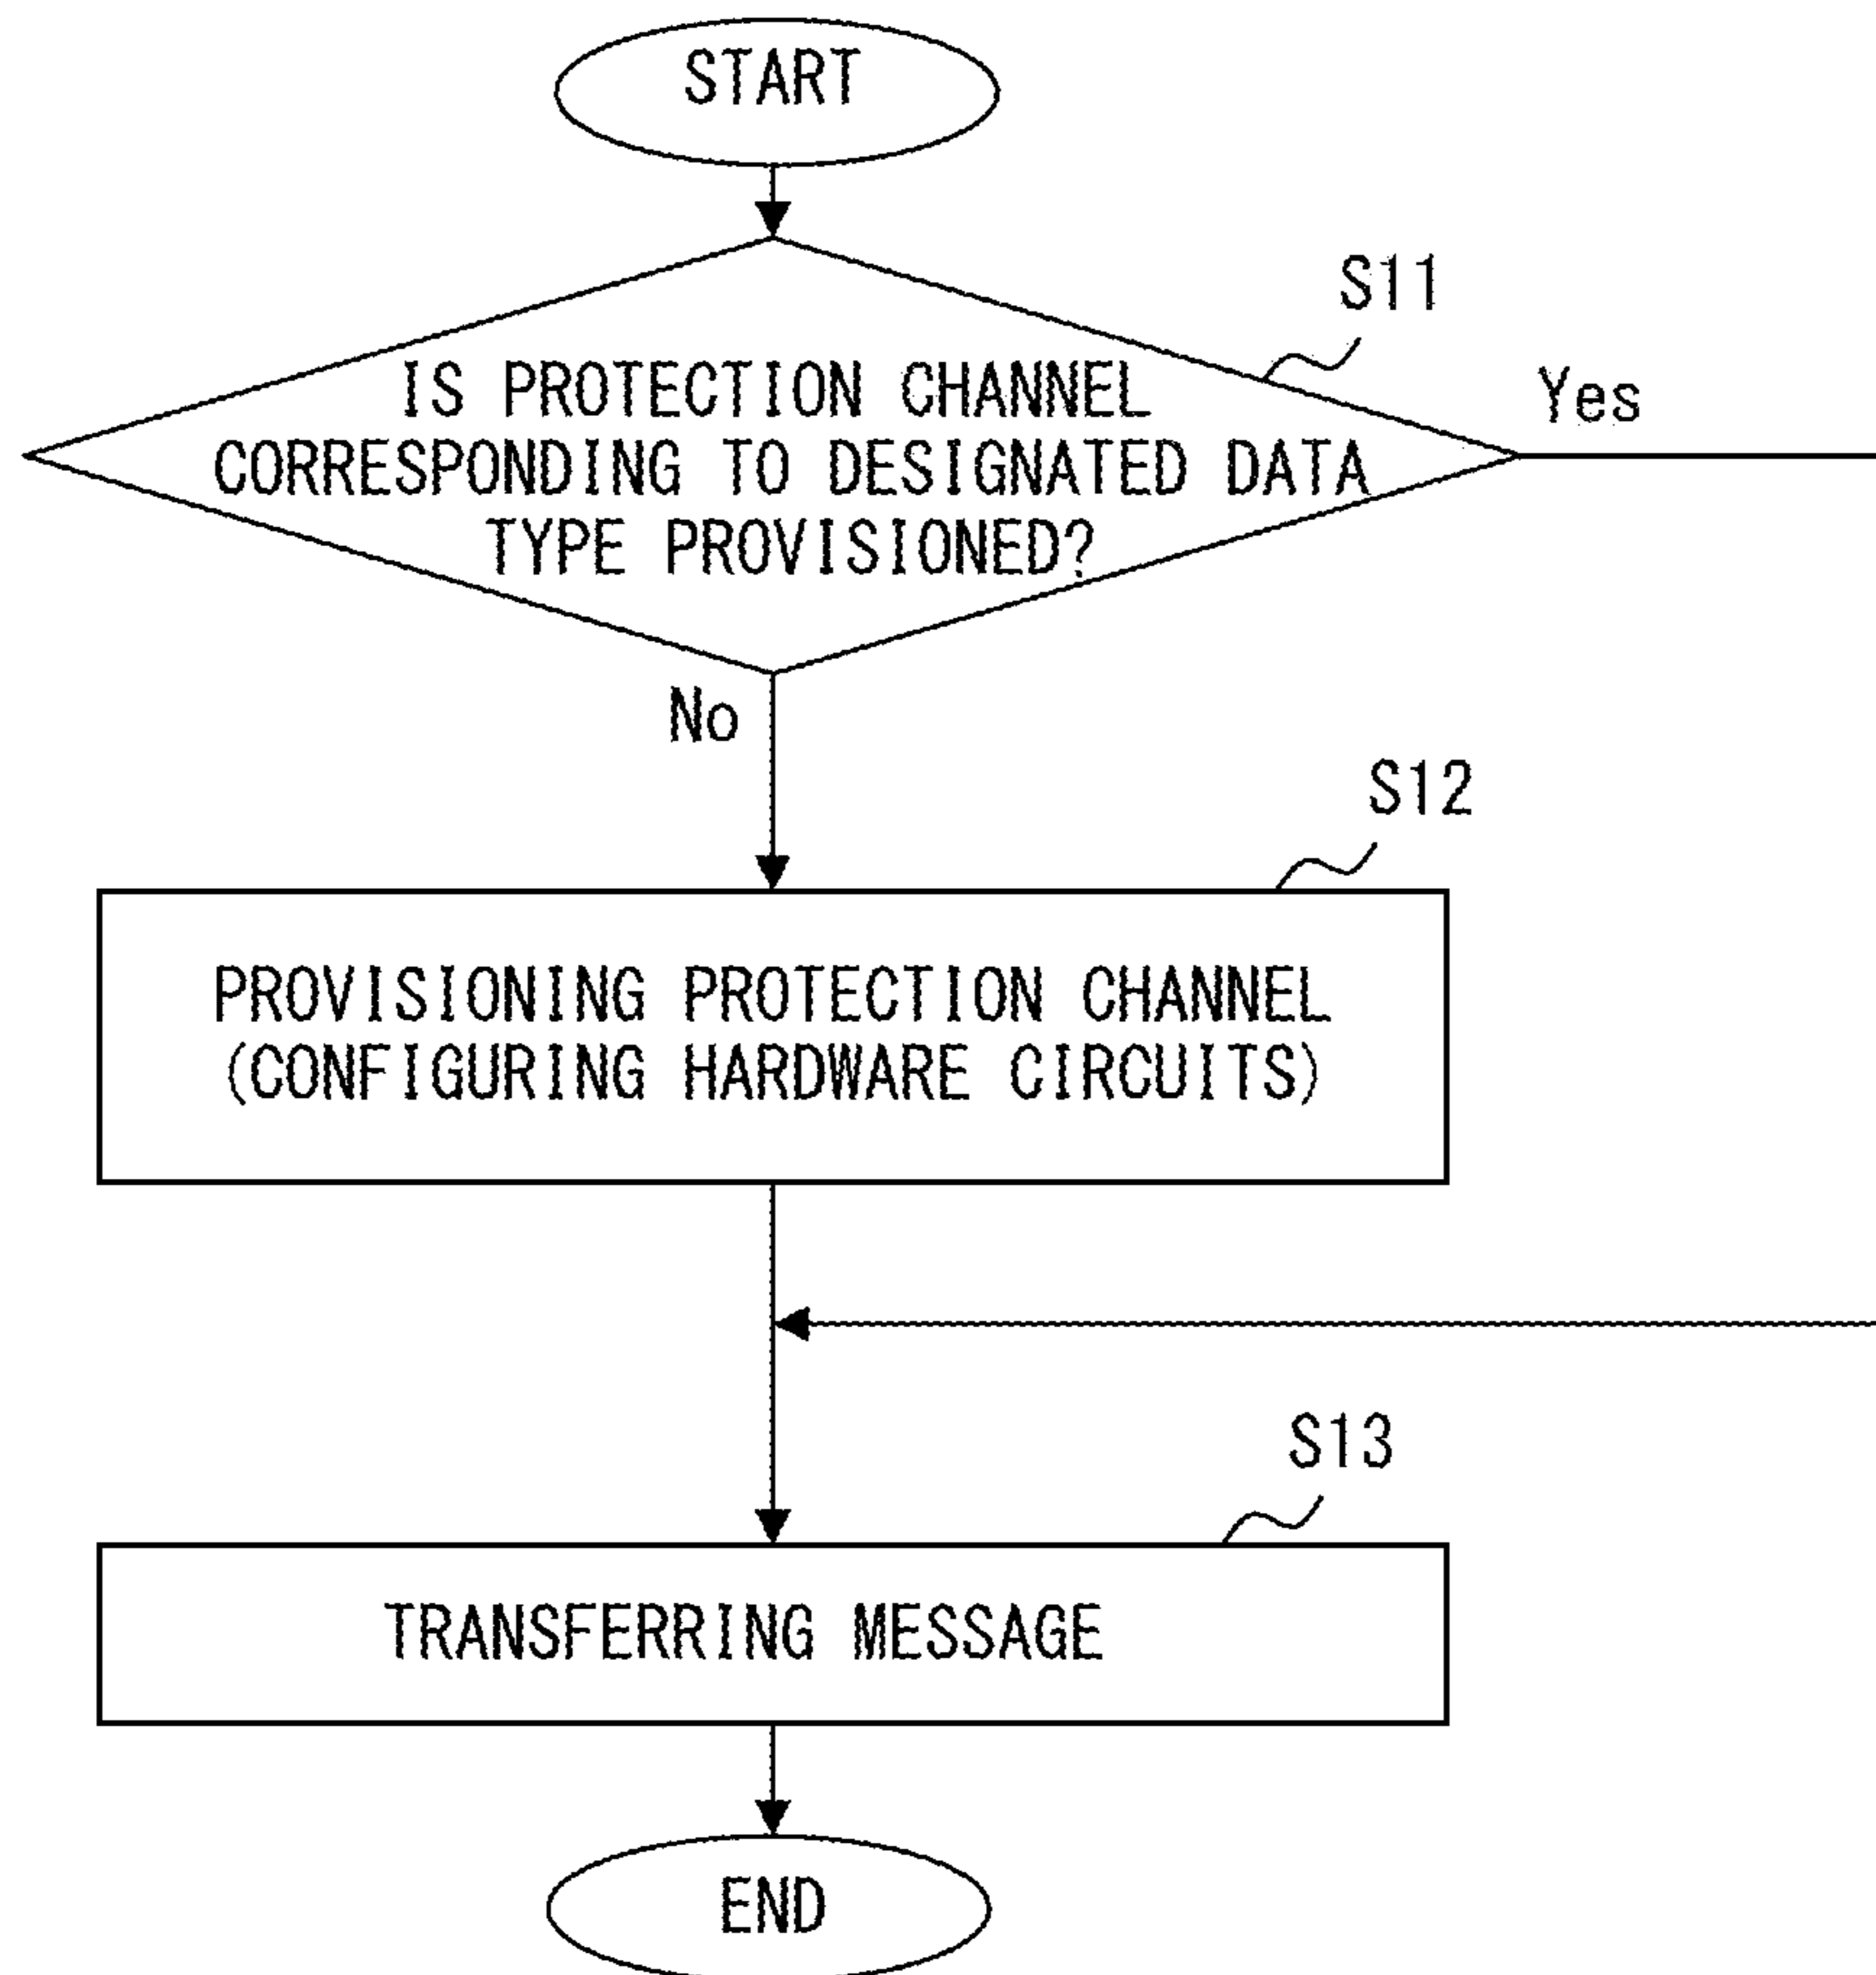 START
S11
IS PROTECTION CHANNEL
CORRESPONDING TO DESIGNATED DATA
TYPE PROVISIONED?
Yes
No
S12
PROVISIONING PROTECTION CHANNEL
(CONFIGURING HARDWARE CIRCUITS)
S13
TRANSFERRING MESSAGE
END